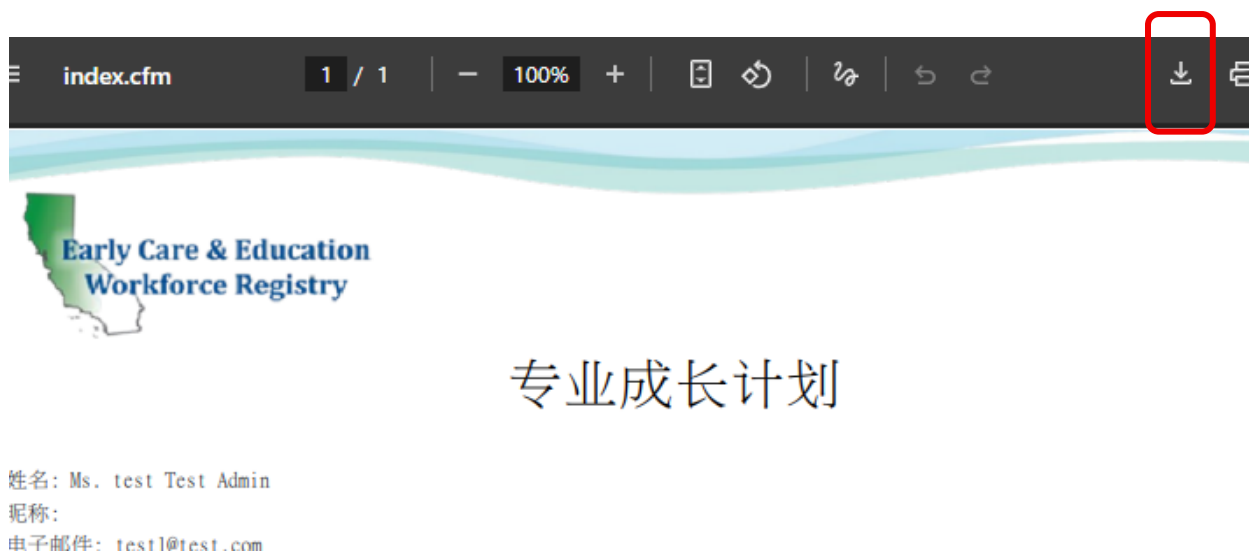 index.cfm 1 / 1 100%
Early Care & Education
Workforce Registry
专业成长计划
姓名: Ms. test Test Admin
昵称:
电子邮件: test1@test.com